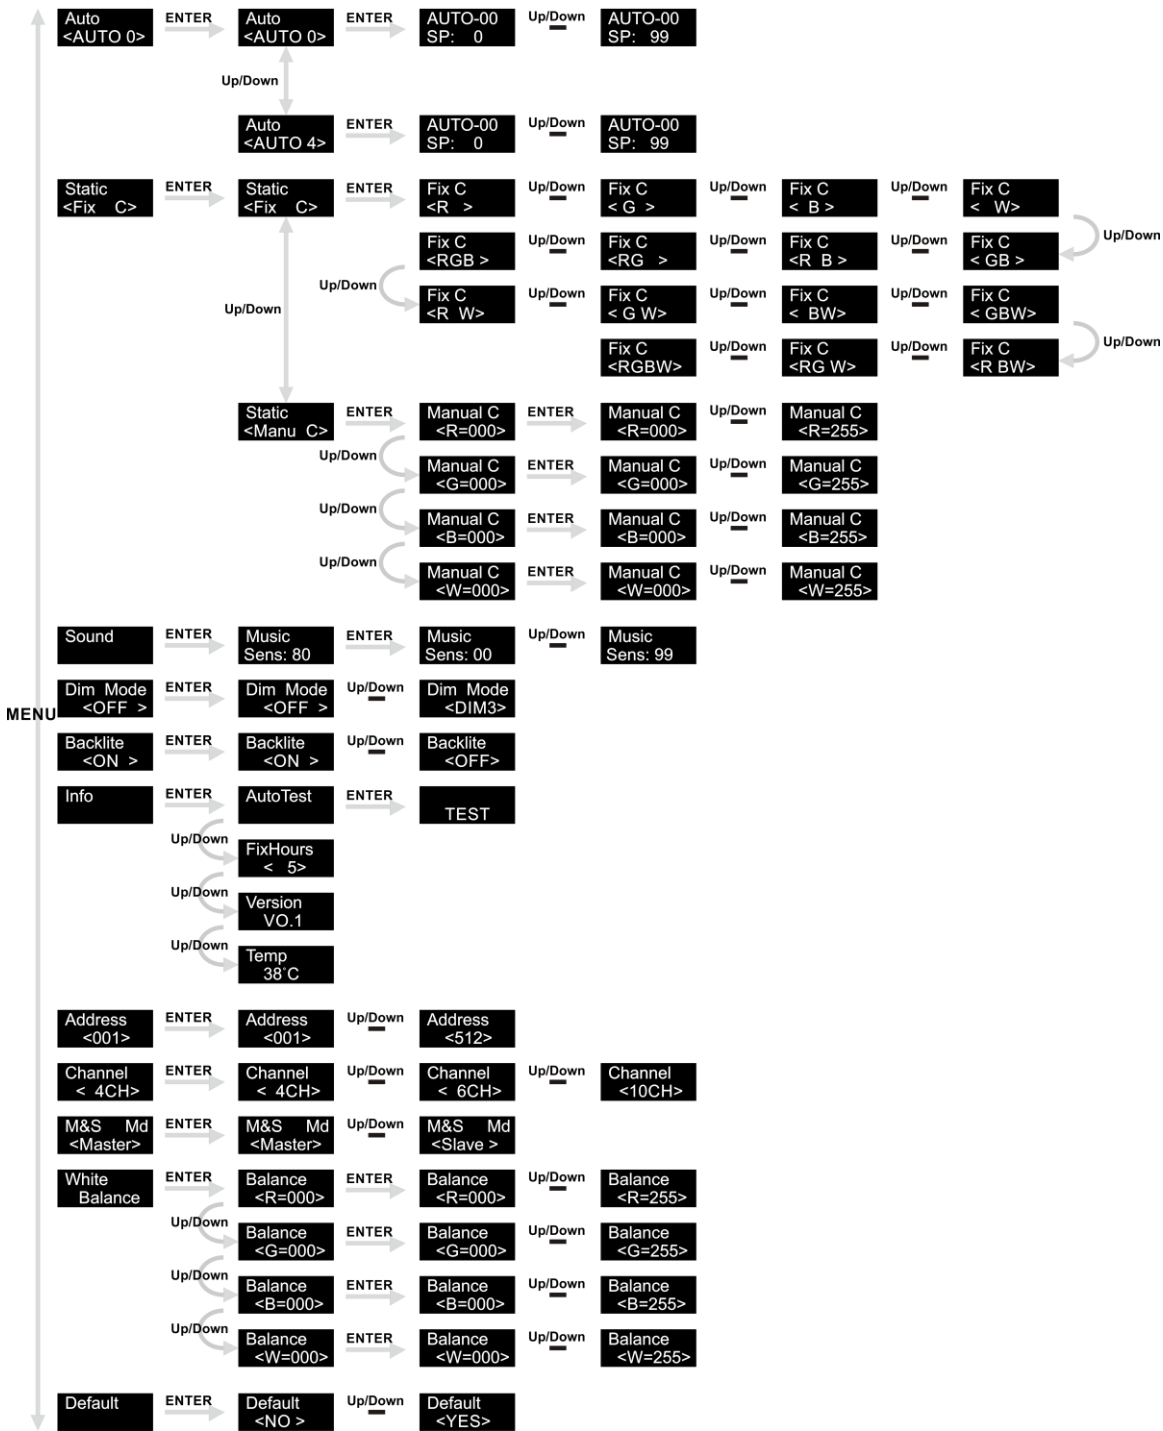 Auto ENTER Auto ENTER AUTO-00 Up/Down AUTO-00
<AUTO 0> <AUTO 0> SP: 0 SP: 99
Up/Down
Auto ENTER AUTO-00 Up/Down AUTO-00
<AUTO 4> SP: 0 SP: 99
Static ENTER Static ENTER Fix C Up/Down Fix C Up/Down Fix C Up/Down Fix C
<Fix C> <Fix C> <R > < G > < B > < W>
Up/Down
Fix C Up/Down Fix C Up/Down Fix C Up/Down Fix C
<RGB > <RG > <R B > < GB >
Up/Down
Fix C Up/Down Fix C Up/Down Fix C Up/Down Fix C
<R W> < G W> < BW> < GBW>
Up/Down
Up/Down
Fix C Up/Down Fix C Up/Down Fix C
<RGBW> <RG W> <R BW>
Static ENTER Manual C ENTER Manual C Up/Down Manual C
<Manu C> <R=000> <R=000> <R=255>
Up/Down
Manual C ENTER Manual C Up/Down Manual C
<G=000> <G=000> <G=255>
Up/Down
Manual C ENTER Manual C Up/Down Manual C
<B=000> <B=000> <B=255>
Up/Down
Manual C ENTER Manual C Up/Down Manual C
<W=000> <W=000> <W=255>
Sound ENTER Music ENTER Music Up/Down Music
Sens: 80 Sens: 00 Sens: 99
Dim Mode ENTER Dim Mode Up/Down Dim Mode
<OFF > <OFF > <DIM3>
MENU
Backlite ENTER Backlite Up/Down Backlite
<ON > <ON > <OFF>
Info ENTER AutoTest ENTER
TEST
Up/Down
FixHours
< 5>
Up/Down
Version
VO.1
Up/Down
Temp
38°C
Address ENTER Address Up/Down Address
<001> <001> <512>
Channel ENTER Channel Up/Down Channel Up/Down Channel
< 4CH> < 4CH> < 6CH> <10CH>
M&S Md ENTER M&S Md Up/Down M&S Md
<Master> <Master> <Slave >
White ENTER Balance ENTER Balance Up/Down Balance
Balance <R=000> <R=000> <R=255>
Up/Down
Balance ENTER Balance Up/Down Balance
<G=000> <G=000> <G=255>
Up/Down
Balance ENTER Balance Up/Down Balance
<B=000> <B=000> <B=255>
Up/Down
Balance ENTER Balance Up/Down Balance
<W=000> <W=000> <W=255>
Default ENTER Default Up/Down Default
<NO > <YES>